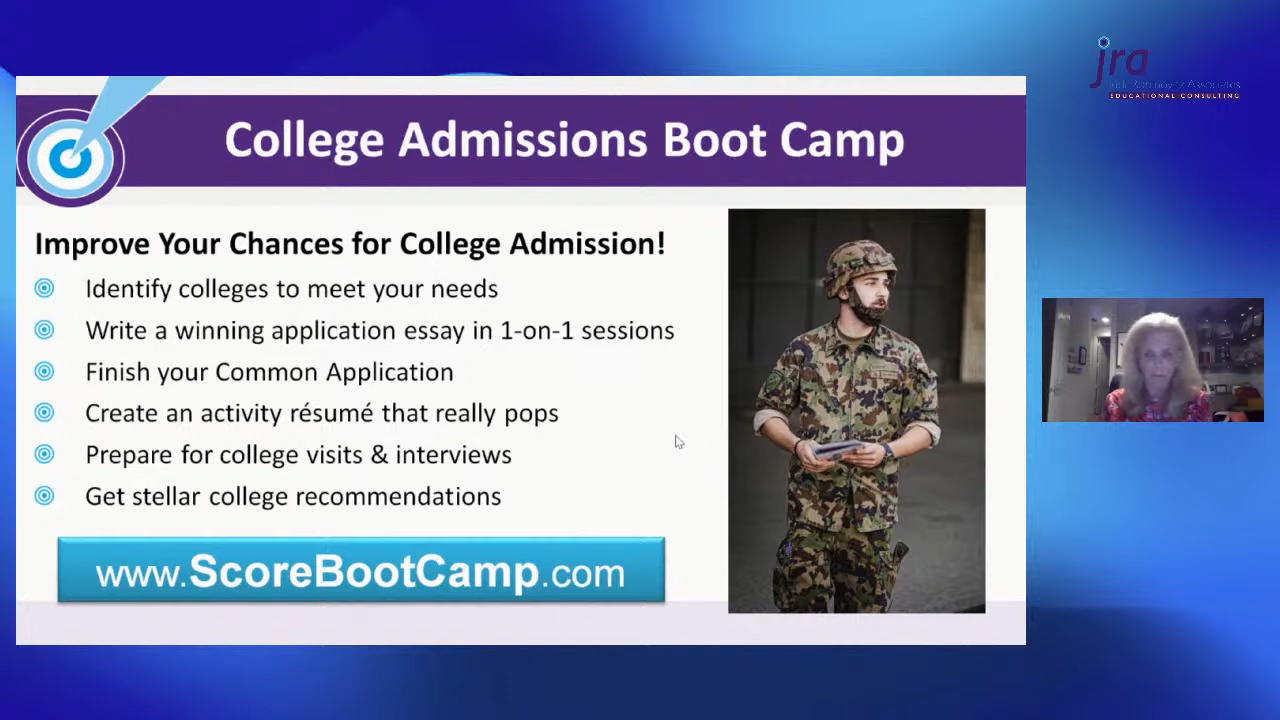 jra
Associates
EDUCATIONAL CONSULTING
College Admissions Boot Camp
Improve Your Chances for College Admission!
Identify colleges to meet your needs
Write a winning application essay in 1-on-1 sessions
Finish your Common Application
Create an activity résumé that really pops
Prepare for college visits & interviews
Get stellar college recommendations
www.ScoreBootCamp.com